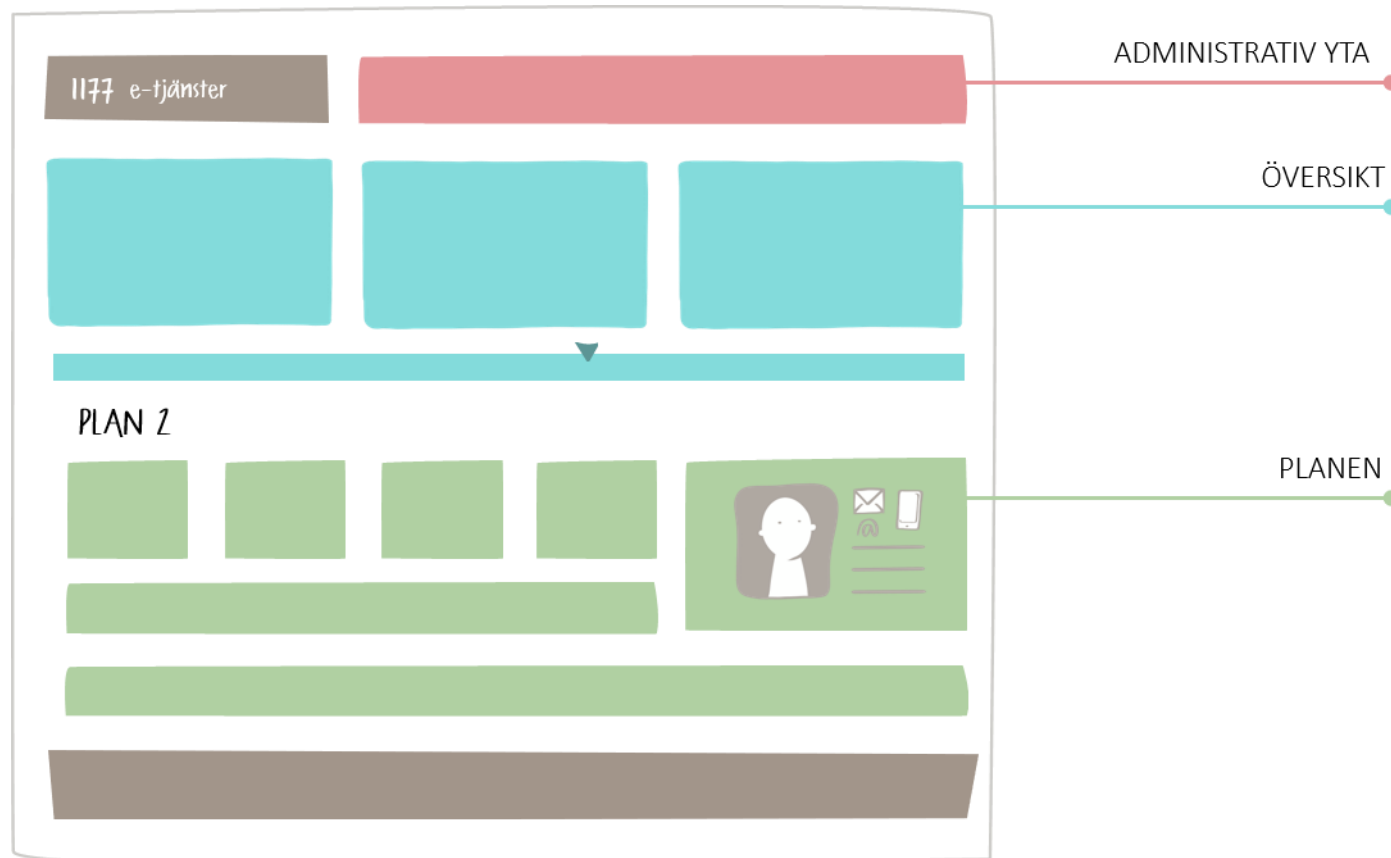 1177 e-tjänster
ADMINISTRATIV YTA
ÖVERSIKT
PLAN 2
PLANEN
@